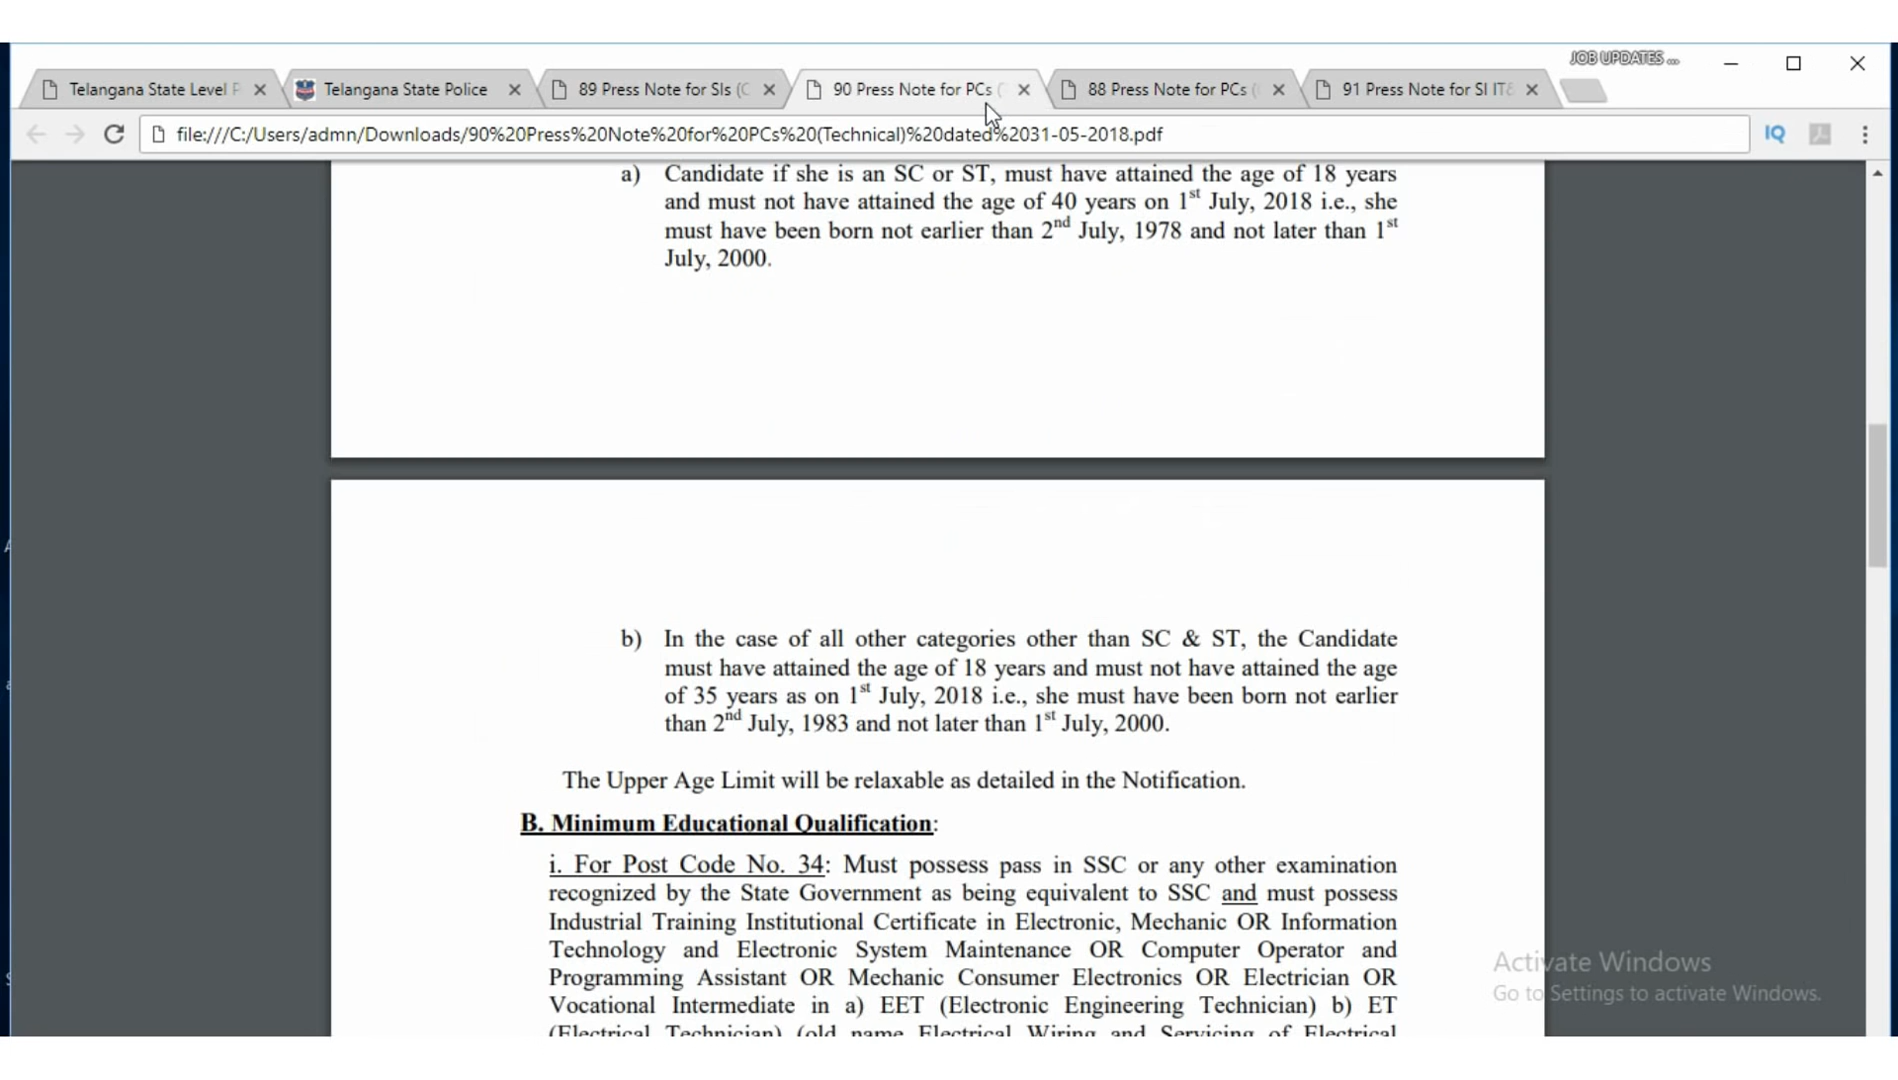 JOB UPDATES ...
Telangana State Level P
Telangana State Police
89 Press Note for SIs (C
90 Press Note for PCs (
88 Press Note for PCs (
91 Press Note for SI IT&
file:///C:/Users/admn/Downloads/90%20Press%20Note%20for%20PCs%20(Technical)%20dated%2031-05-2018.pdf
IQ
a) Candidate if she is an SC or ST, must have attained the age of 18 years
and must not have attained the age of 40 years on 1st July, 2018 i.e., she
must have been born not earlier than 2nd July, 1978 and not later than 1st
July, 2000.
b) In the case of all other categories other than SC & ST, the Candidate
must have attained the age of 18 years and must not have attained the age
of 35 years as on 1st July, 2018 i.e., she must have been born not earlier
than 2nd July, 1983 and not later than 1st July, 2000.
The Upper Age Limit will be relaxable as detailed in the Notification.
B. Minimum Educational Qualification:
i. For Post Code No. 34: Must possess pass in SSC or any other examination
recognized by the State Government as being equivalent to SSC and must possess
Industrial Training Institutional Certificate in Electronic, Mechanic OR Information
Technology and Electronic System Maintenance OR Computer Operator and
Programming Assistant OR Mechanic Consumer Electronics OR Electrician OR
Vocational Intermediate in a) EET (Electronic Engineering Technician) b) ET
(Electrical Technician) (old name Electrical Wiring and Servicing of Electrical
Activate Windows
Go to Settings to activate Windows.